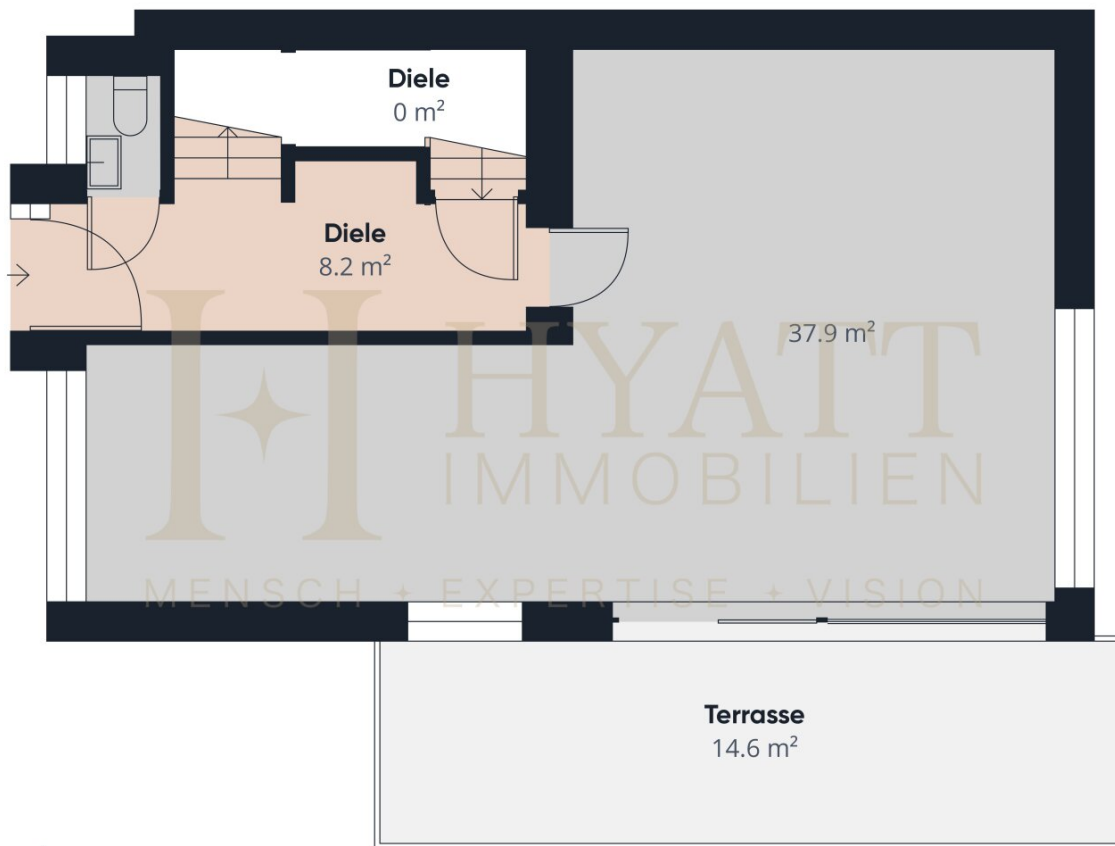 Diele
0 m²
Diele
8.2 m²
37.9 m²
HYATT
IMMOBILIEN
MENSCH ✦ EXPERTISE ✦ VISION
Terrasse
14.6 m²